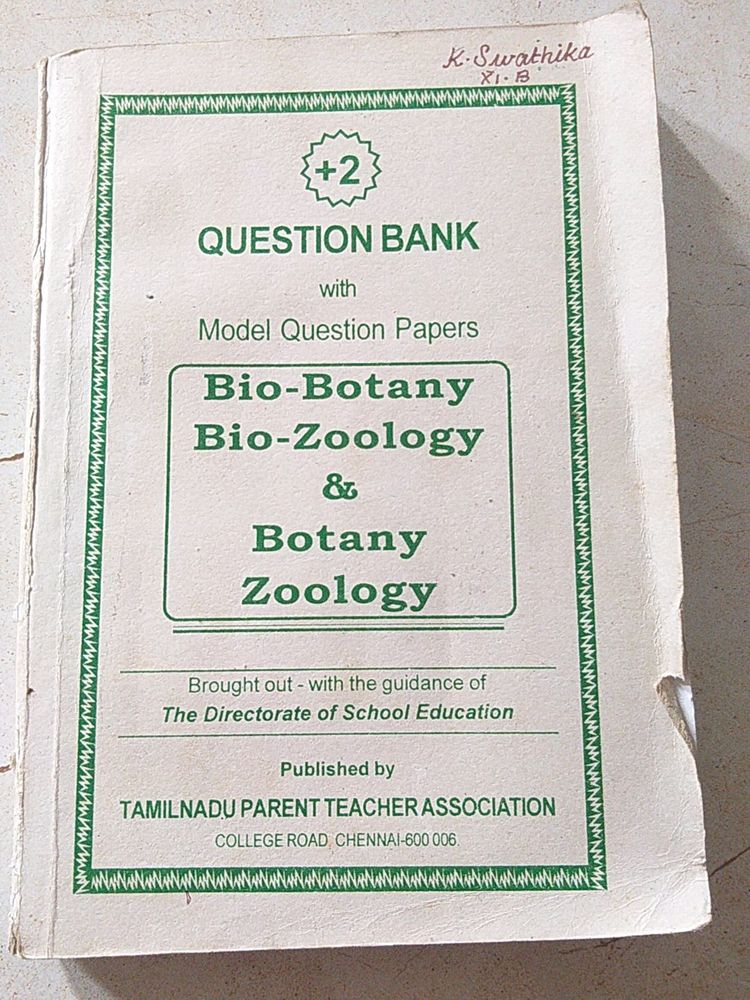 K. Swathika
XI. B
+2
QUESTION BANK
with
Model Question Papers
Bio-Botany
Bio-Zoology
&
Botany
Zoology
Brought out - with the guidance of
The Directorate of School Education
Published by
TAMILNADU PARENT TEACHER ASSOCIATION
COLLEGE ROAD, CHENNAI-600 006.